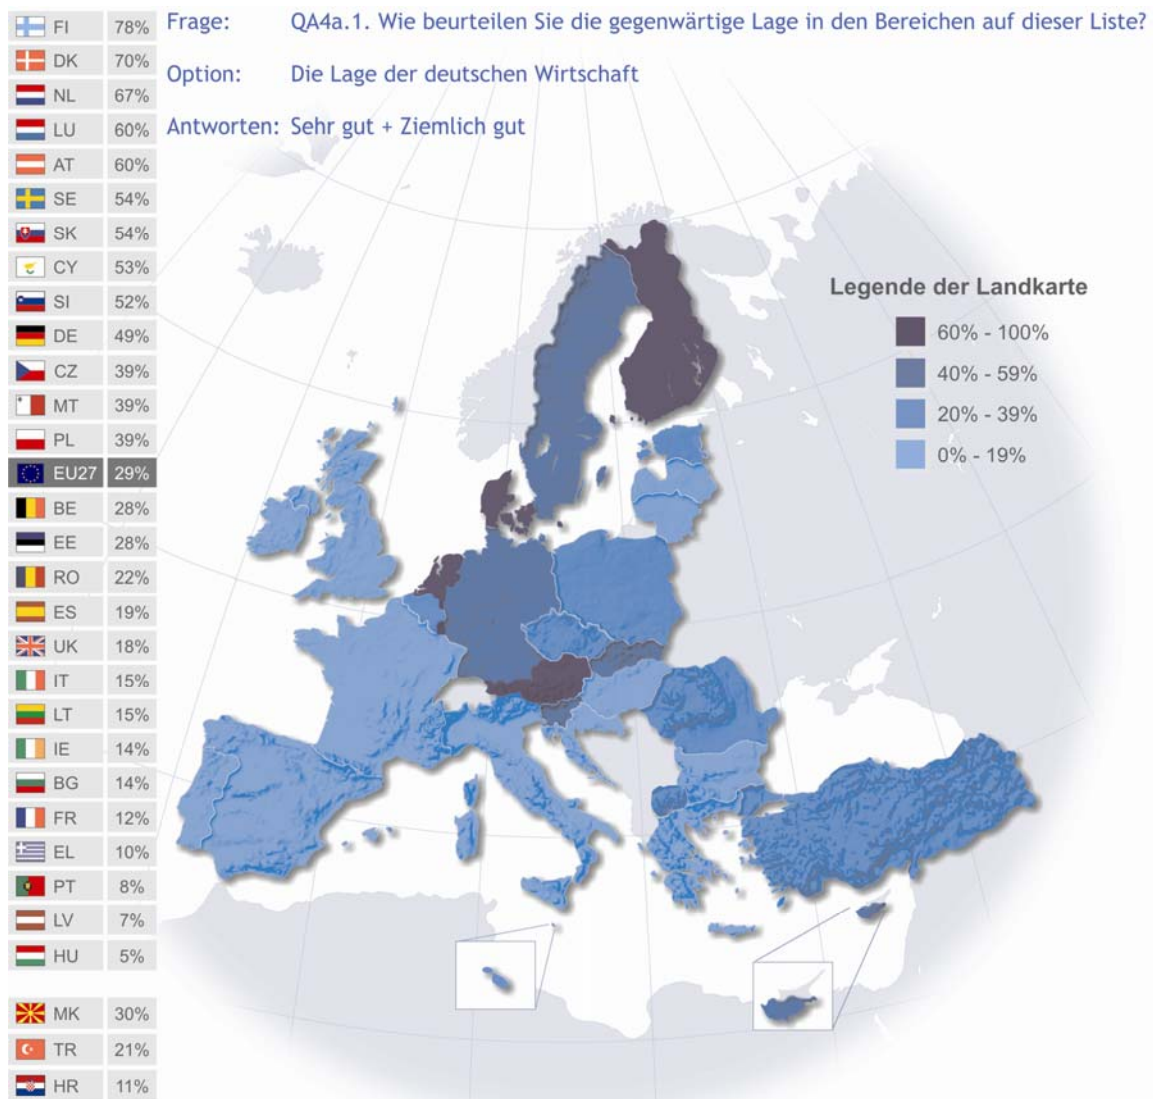 Frage: QA4a.1. Wie beurteilen Sie die gegenwärtige Lage in den Bereichen auf dieser Liste?
Option: Die Lage der deutschen Wirtschaft
Antworten: Sehr gut + Ziemlich gut
FI 78%
DK 70%
NL 67%
LU 60%
AT 60%
SE 54%
SK 54%
CY 53%
SI 52%
DE 49%
CZ 39%
MT 39%
PL 39%
EU27 29%
BE 28%
EE 28%
RO 22%
ES 19%
UK 18%
IT 15%
LT 15%
IE 14%
BG 14%
FR 12%
EL 10%
PT 8%
LV 7%
HU 5%
MK 30%
TR 21%
HR 11%
Legende der Landkarte
60% - 100%
40% - 59%
20% - 39%
0% - 19%